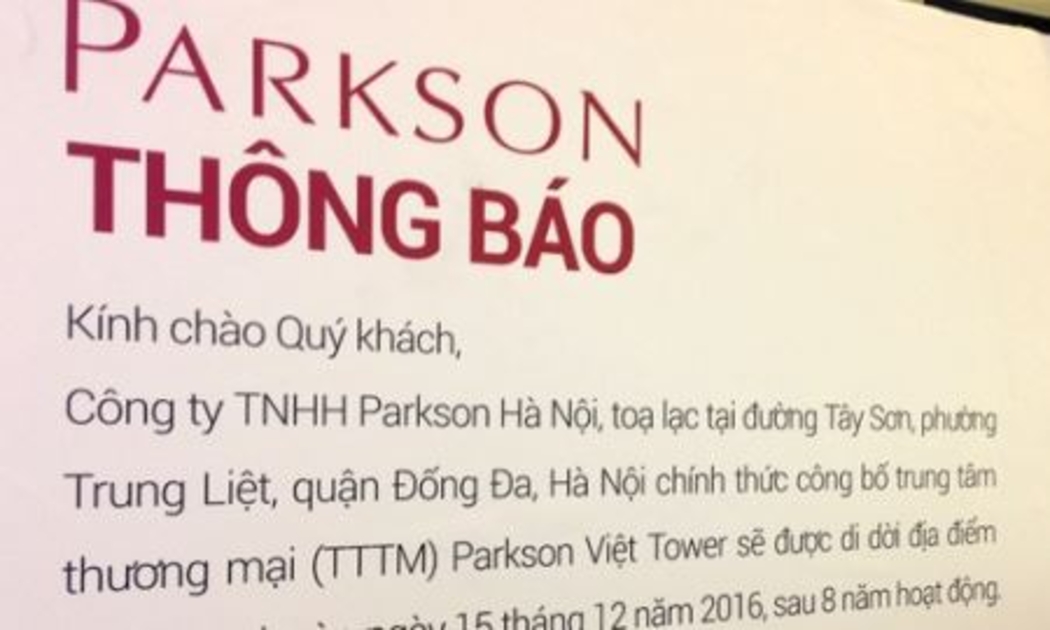 PARKSON
THÔNG BÁO
Kính chào Quý khách,
Công ty TNHH Parkson Hà Nội, toạ lạc tại đường Tây Sơn, phường
Trung Liệt, quận Đống Đa, Hà Nội chính thức công bố trung tâm
thương mại (TTTM) Parkson Việt Tower sẽ được di dời địa điểm
ngày 15 tháng 12 năm 2016, sau 8 năm hoạt động.